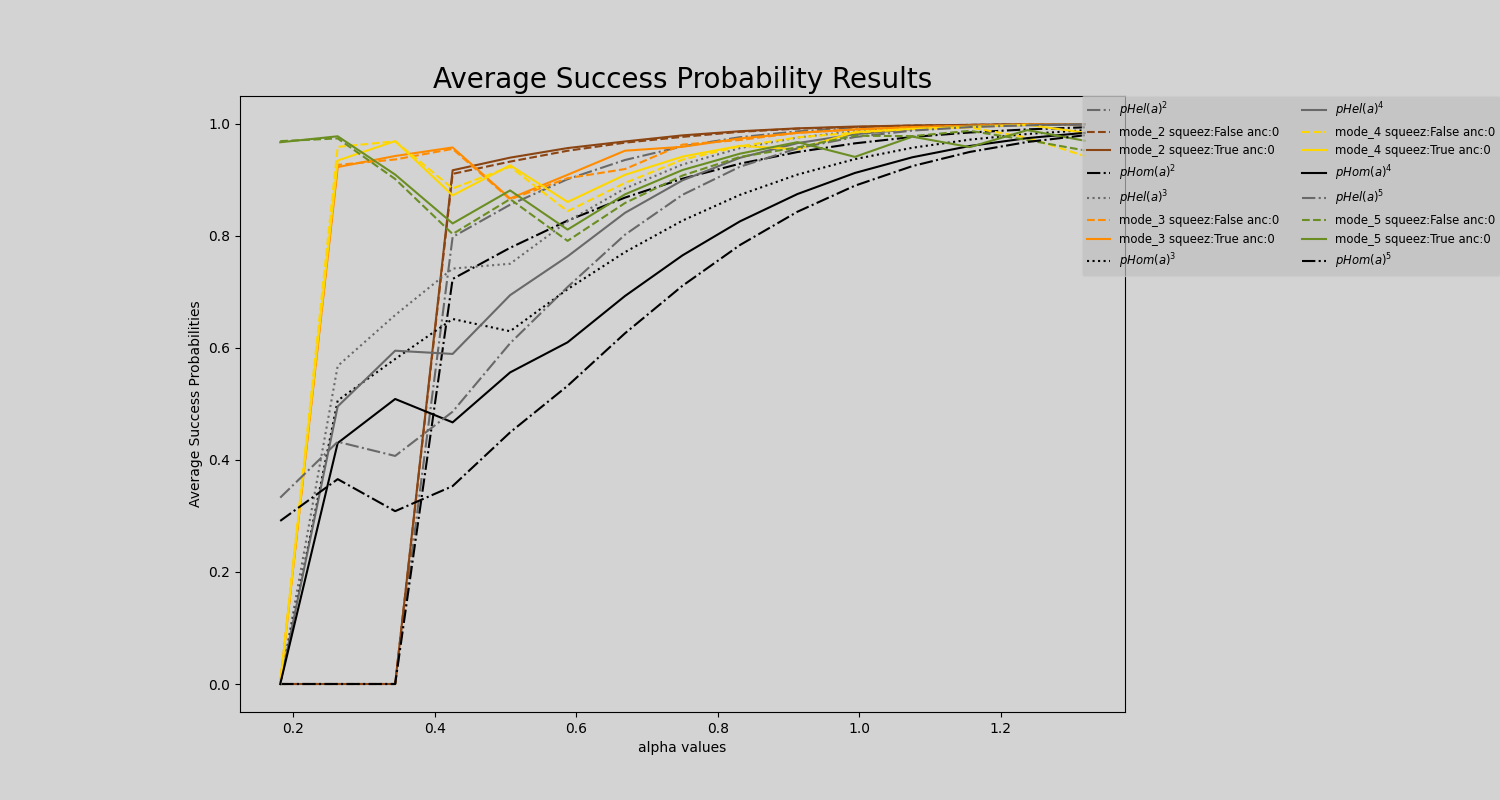 Average Success Probability Results
1.0
0.8
0.6
0.4
0.2
0.0
Average Success Probabilities
0.2 0.4 0.6 0.8 1.0 1.2
alpha values
pHel(a)²
mode_2 squeez:False anc:0
mode_2 squeez:True anc:0
pHom(a)²
pHel(a)³
mode_3 squeez:False anc:0
mode_3 squeez:True anc:0
pHom(a)³
pHel(a)⁴
mode_4 squeez:False anc:0
mode_4 squeez:True anc:0
pHom(a)⁴
pHel(a)⁵
mode_5 squeez:False anc:0
mode_5 squeez:True anc:0
pHom(a)⁵